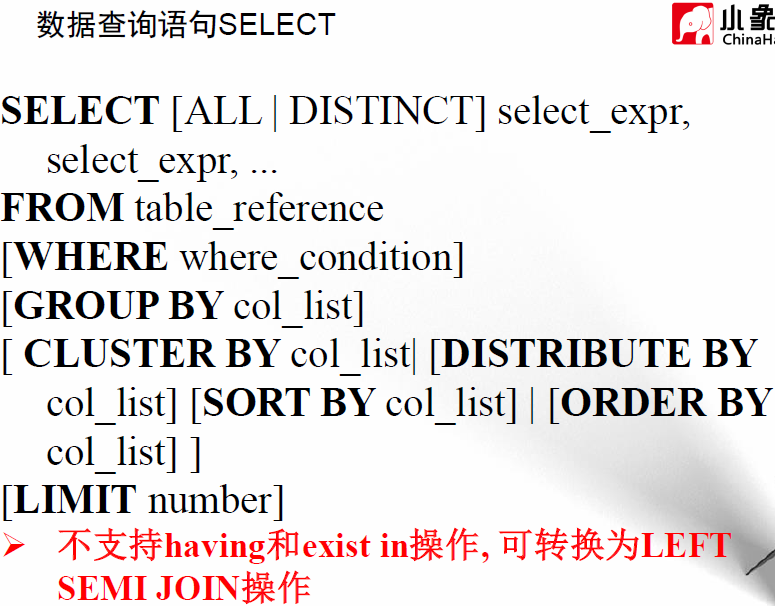 数据查询语句SELECT
小象
ChinaHa
SELECT [ALL | DISTINCT] select_expr,
select_expr, ...
FROM table_reference
[WHERE where_condition]
[GROUP BY col_list]
[ CLUSTER BY col_list| [DISTRIBUTE BY
col_list] [SORT BY col_list] | [ORDER BY
col_list] ]
[LIMIT number]
➢ 不支持having和exist in操作, 可转换为LEFT
SEMI JOIN操作